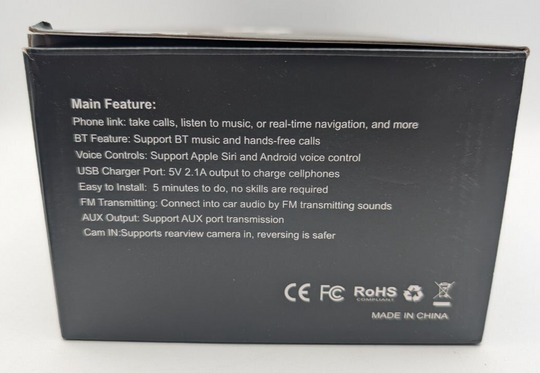 Main Feature:
Phone link: take calls, listen to music, or real-time navigation, and more
BT Feature: Support BT music and hands-free calls
Voice Controls: Support Apple Siri and Android voice control
USB Charger Port: 5V 2.1A output to charge cellphones
Easy to Install: 5 minutes to do, no skills are required
FM Transmitting: Connect into car audio by FM transmitting sounds
AUX Output: Support AUX port transmission
Cam IN:Supports rearview camera in, reversing is safer
CE FC RoHS
COMPLIANT
MADE IN CHINA